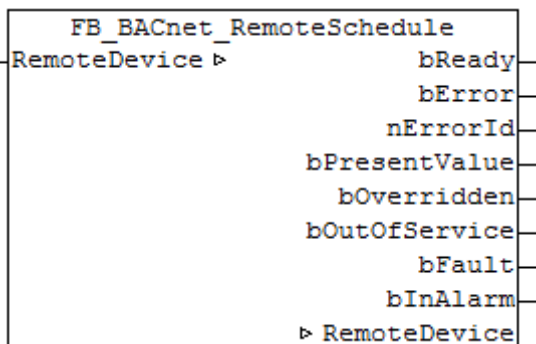 FB_BACnet_RemoteSchedule
RemoteDevice ▷ bReady
bError
nErrorId
bPresentValue
bOverridden
bOutOfService
bFault
bInAlarm
▷ RemoteDevice